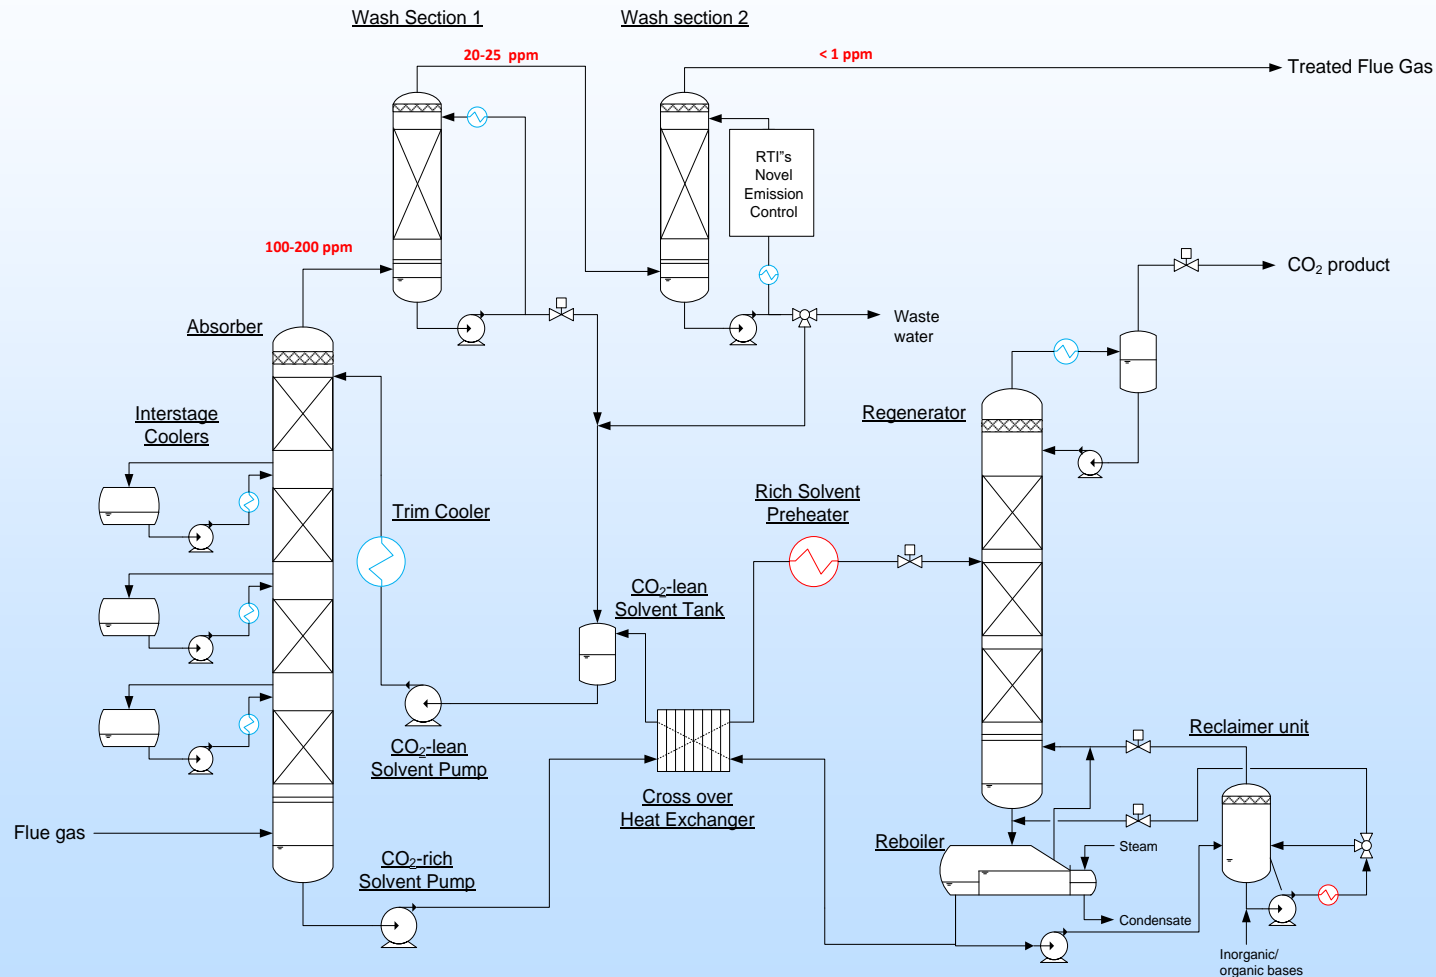 Wash Section 1
Wash section 2
20-25 ppm
< 1 ppm
Treated Flue Gas
RTI"s
Novel
Emission
Control
100-200 ppm
CO₂ product
Absorber
Waste
water
Interstage
Coolers
Regenerator
Trim Cooler
Rich Solvent
Preheater
CO₂-lean
Solvent Tank
Reclaimer unit
CO₂-lean
Solvent Pump
Cross over
Heat Exchanger
Flue gas
Reboiler
Steam
CO₂-rich
Solvent Pump
Condensate
Inorganic/
organic bases